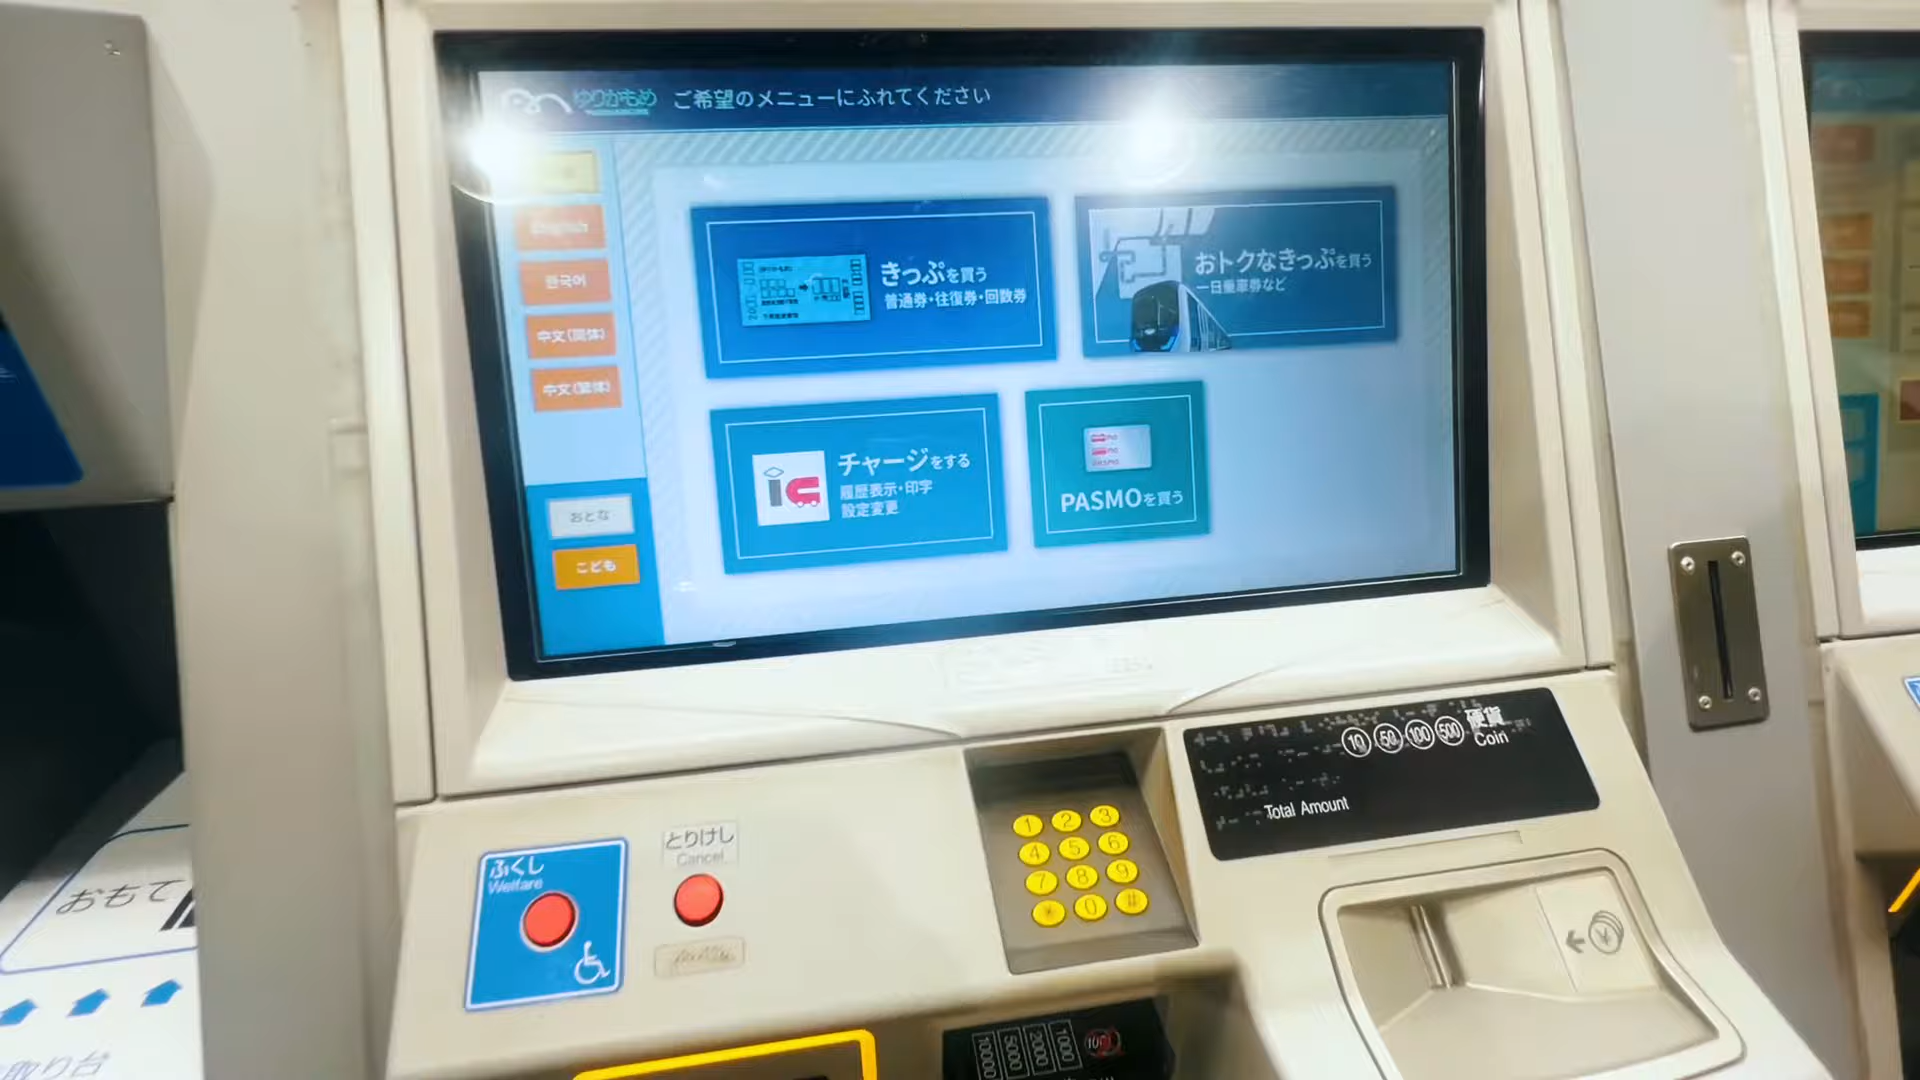 ゆりかもめ ご希望のメニューにふれてください
English
한국어
中文(简体)
中文(繁体)
おとな
こども
きっぷを買う
普通券・往復券・回数券
おトクなきっぷを買う
一日乗車券など
チャージをする
履歴表示・印字
設定変更
PASMOを買う
10 50 100 500 硬貨
Coin
Total Amount
ふくし
Welfare
とりけし
Cancel
1 2 3
4 5 6
7 8 9
* 0 #
おもて
取り台
10000
5000
2000
1000